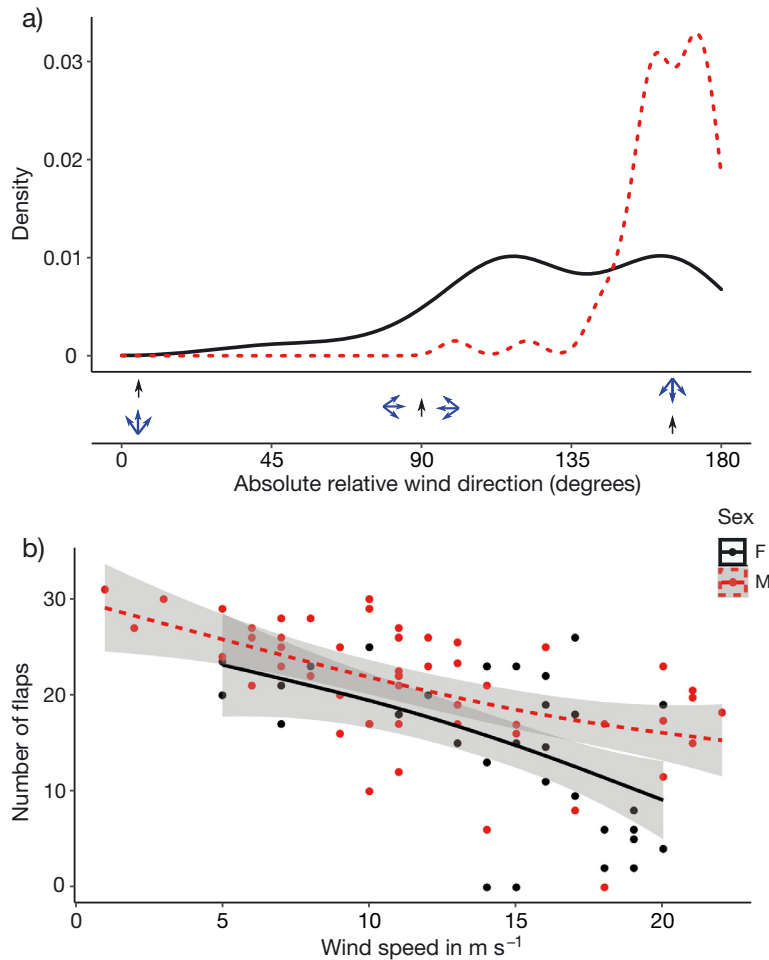 a)
0.03
0.02
0.01
0
Density
0 45 90 135 180
Absolute relative wind direction (degrees)
b)
Sex
F
M
30
20
10
0
Number of flaps
0 5 10 15 20
Wind speed in m s⁻¹